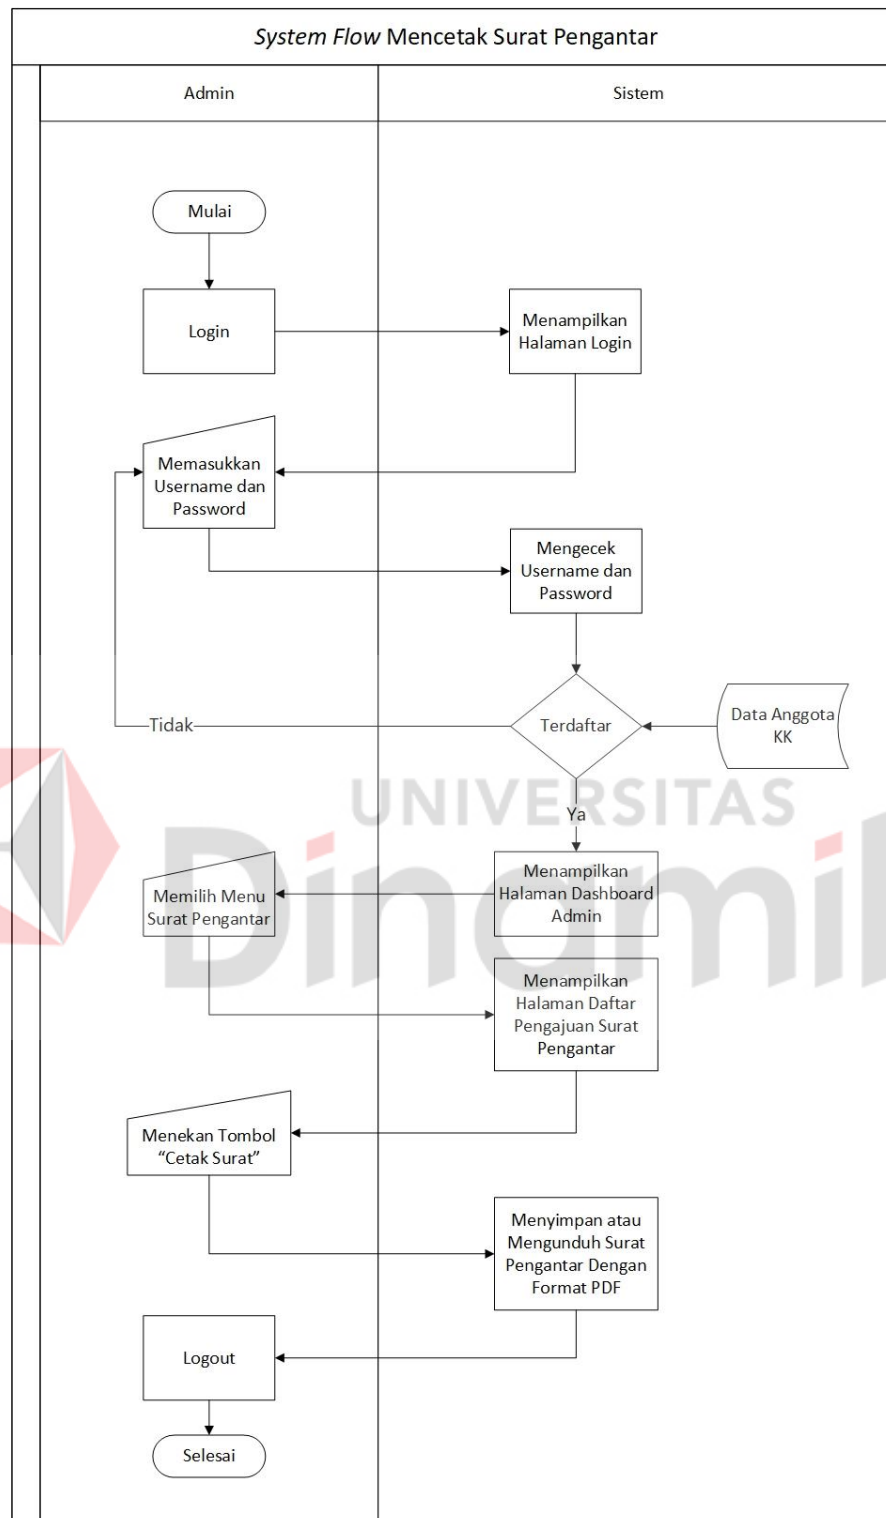 System Flow Mencetak Surat Pengantar
Admin
Sistem
Mulai
Login
Menampilkan
Halaman Login
Memasukkan
Username dan
Password
Mengecek
Username dan
Password
Tidak
Terdaftar
Data Anggota
KK
Ya
UNIVERSITAS
Dinamik
Menampilkan
Halaman Dashboard
Admin
Memilih Menu
Surat Pengantar
Menampilkan
Halaman Daftar
Pengajuan Surat
Pengantar
Menekan Tombol
“Cetak Surat”
Menyimpan atau
Mengunduh Surat
Pengantar Dengan
Format PDF
Logout
Selesai